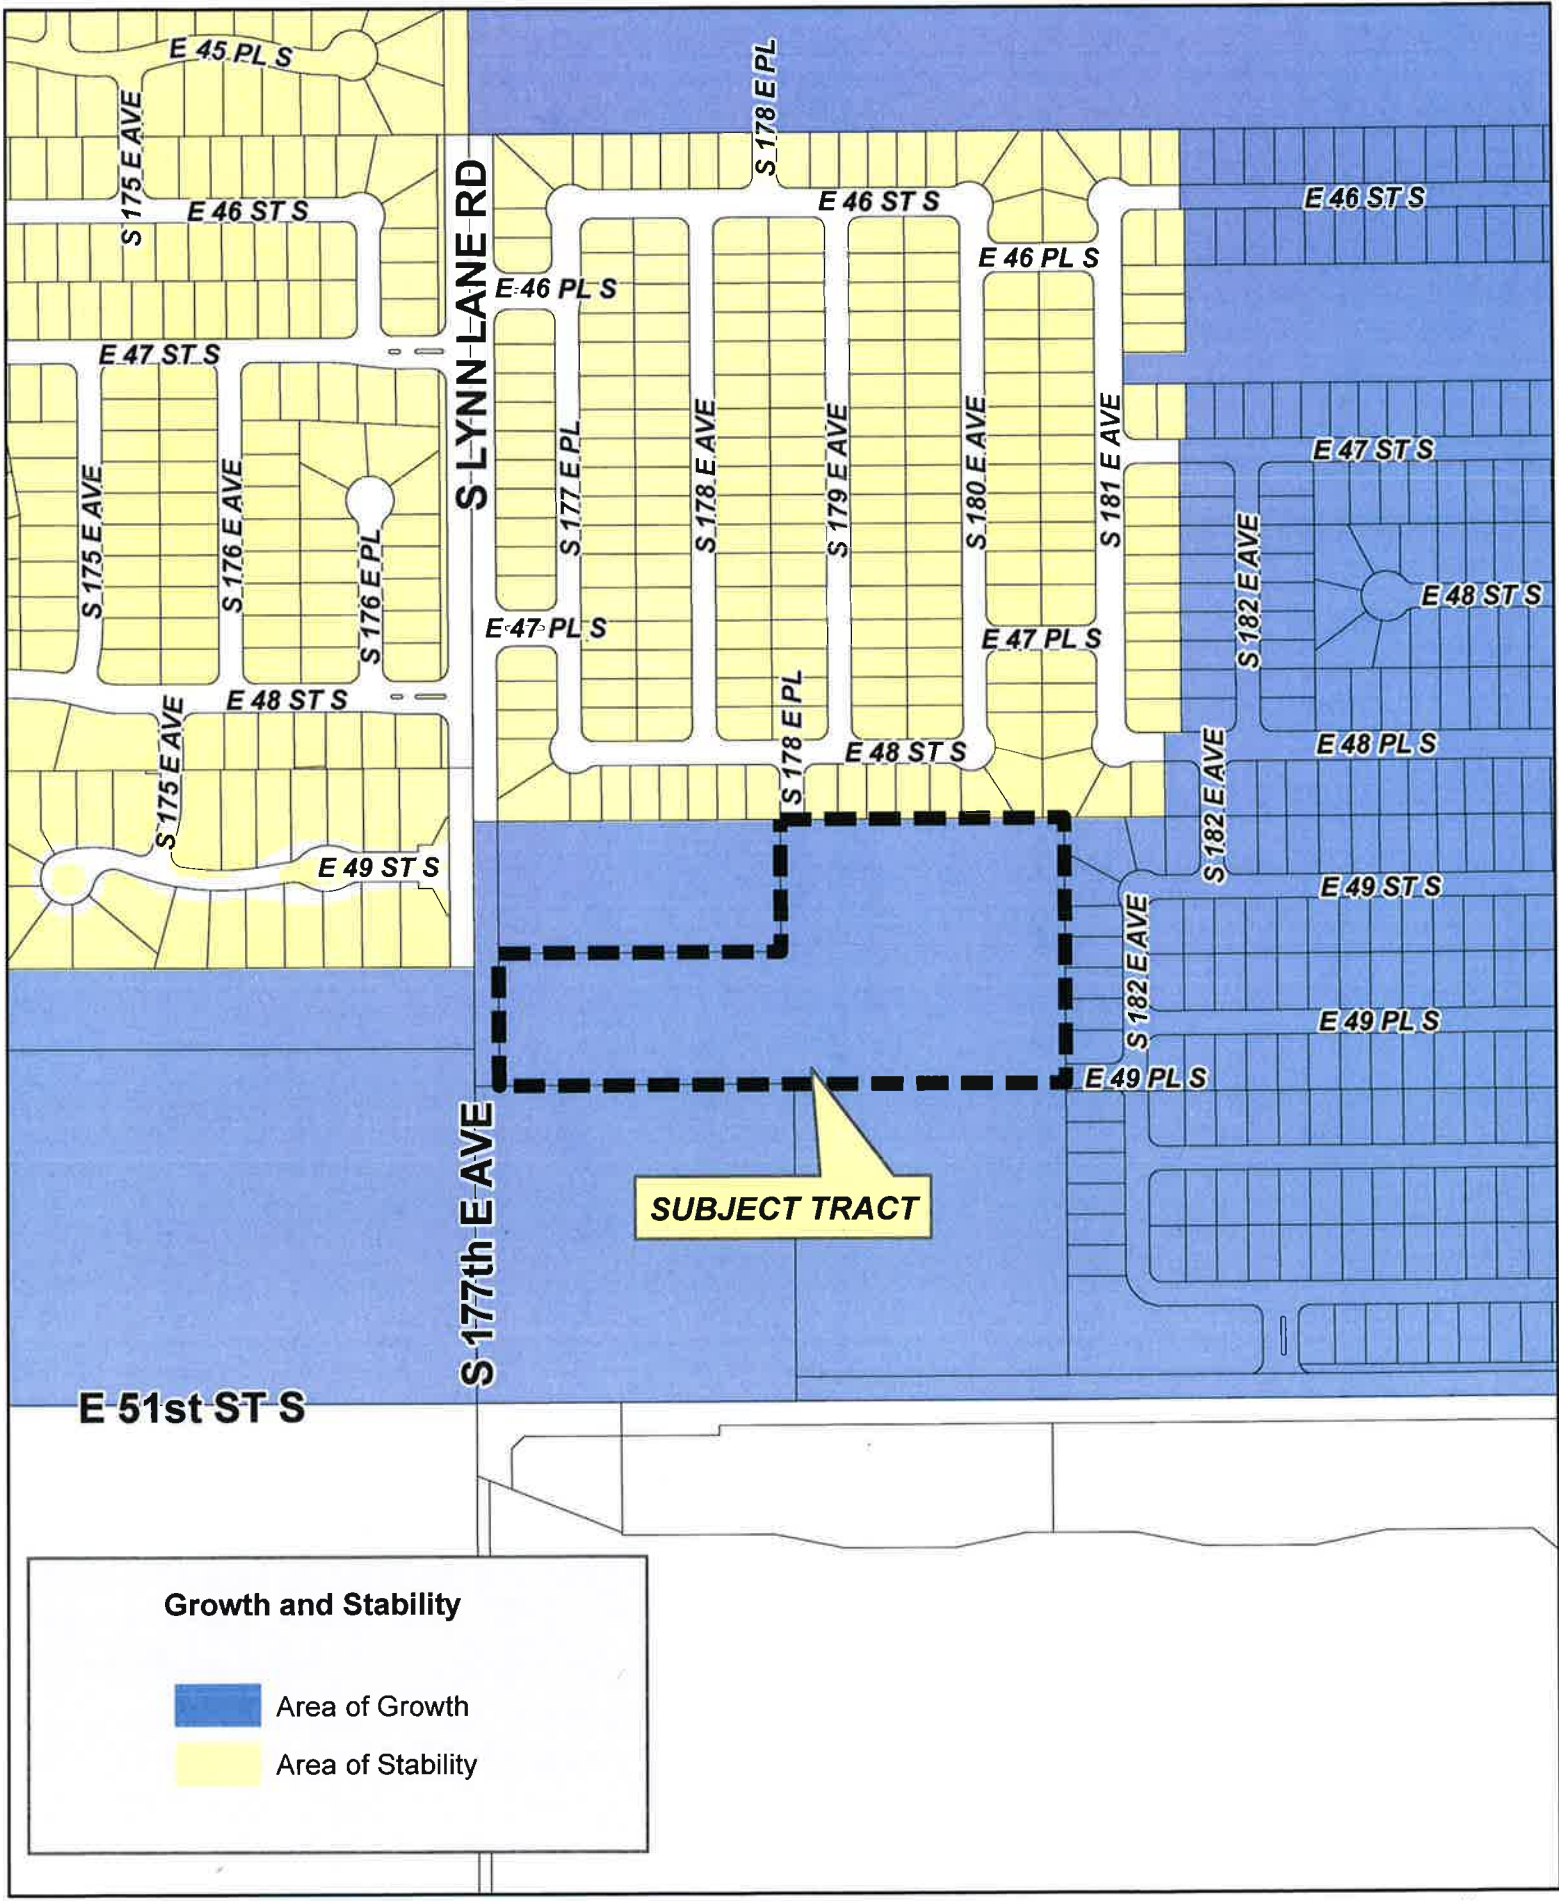 E 45 PL S
S 178 E PL
S 175 E AVE
S LYNN LANE RD
E 46 ST S
E 46 ST S
E 46 ST S
E 46 PL S
E 46 PL S
E 47 ST S
S 177 E PL
S 178 E AVE
S 179 E AVE
S 180 E AVE
S 181 E AVE
E 47 ST S
S 175 E AVE
S 176 E AVE
S 176 E PL
S 182 E AVE
E 48 ST S
E 47 PL S
E 47 PL S
E 48 ST S
S 175 E AVE
S 178 E PL
E 48 ST S
S 182 E AVE
E 48 PL S
E 49 ST S
E 49 ST S
S 182 E AVE
E 49 PL S
E 49 PL S
S 177th E AVE
SUBJECT TRACT
E 51st ST S
Growth and Stability
Area of Growth
Area of Stability